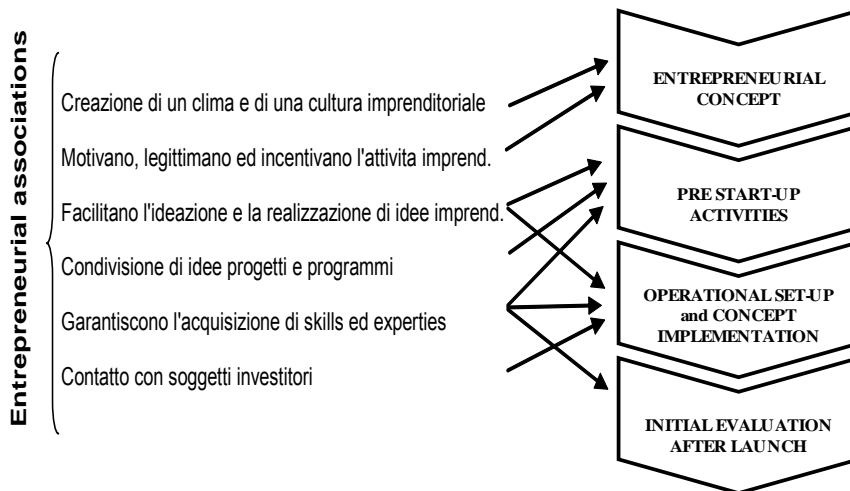 Entrepreneurial associations
Creazione di un clima e di una cultura imprenditoriale
Motivano, legittimano ed incentivano l'attivita imprend.
Facilitano l'ideazione e la realizzazione di idee imprend.
Condivisione di idee progetti e programmi
Garantiscono l'acquisizione di skills ed experties
Contatto con soggetti investitori
ENTREPRENEURIAL
CONCEPT
PRE START-UP
ACTIVITIES
OPERATIONAL SET-UP
and CONCEPT
IMPLEMENTATION
INITIAL EVALUATION
AFTER LAUNCH